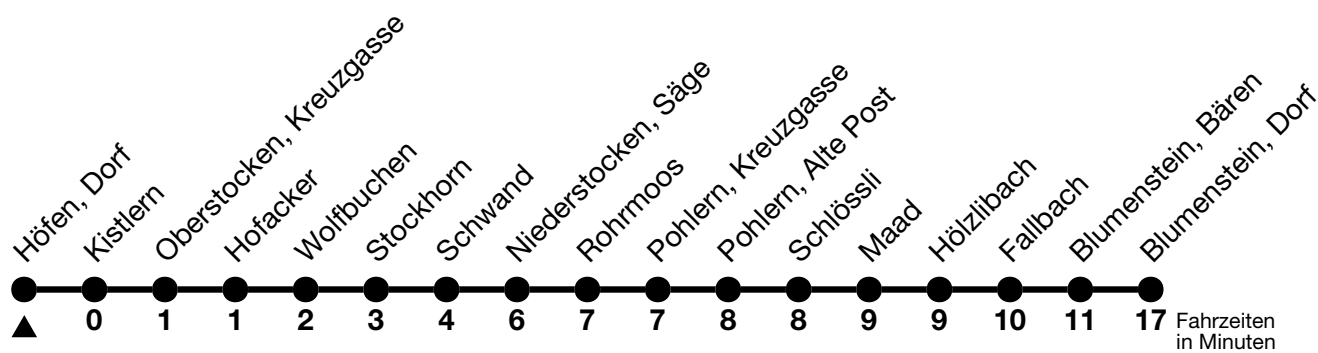 Höfen, Dorf
Kistlern
Oberstocken, Kreuzgasse
Hofacker
Wolfbuchen
Stockhorn
Schwand
Niederstocken, Säge
Rohrmoos
Pohlern, Kreuzgasse
Pohlern, Alte Post
Schlössli
Maad
Hölzlibach
Fallbach
Blumenstein, Bären
Blumenstein, Dorf
0 1 1 2 3 4 6 7 7 8 8 9 9 10 11 17 Fahrzeiten
in Minuten